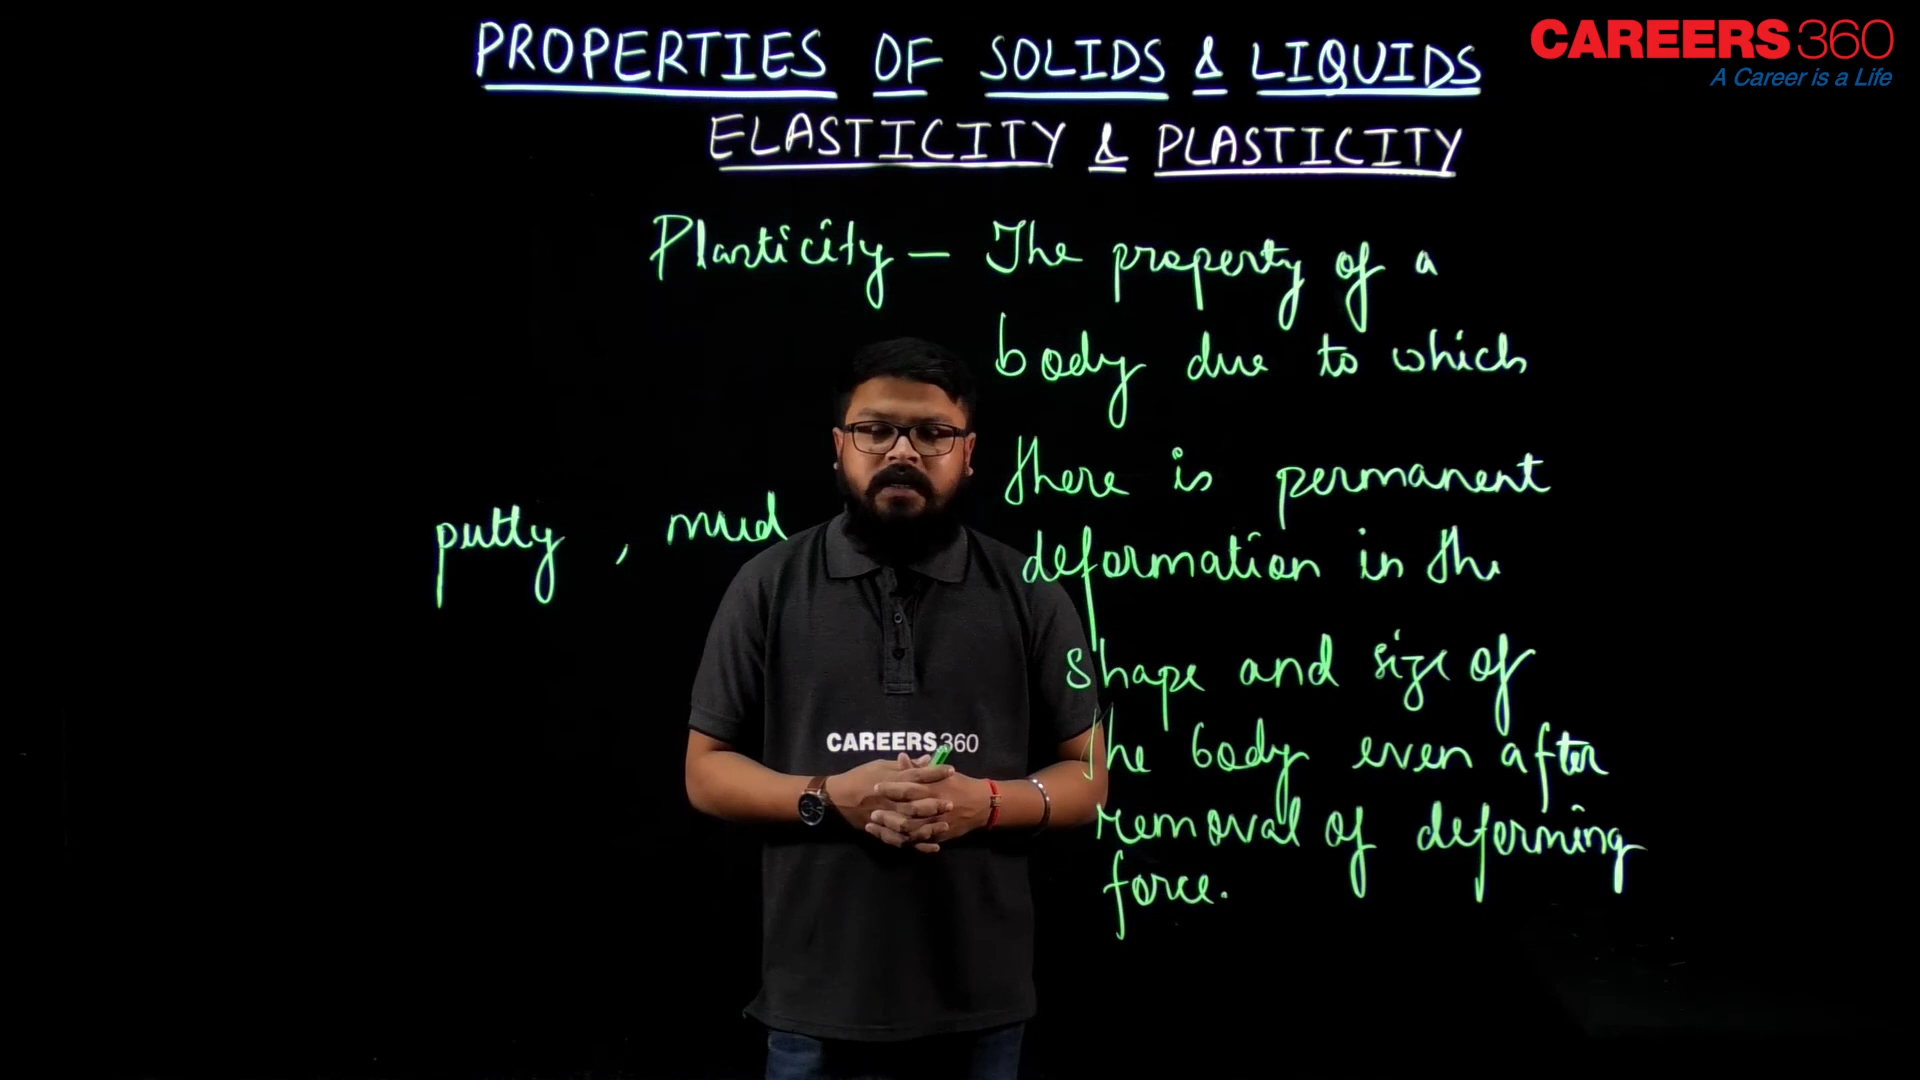 PROPERTIES OF SOLIDS & LIQUIDS
CAREERS360
A Career is a Life
ELASTICITY & PLASTICITY
Plasticity — The property of a
body due to which
there is permanent
putty , mud
deformation in the
shape and size of
the body even after
removal of deforming
force.
CAREERS360